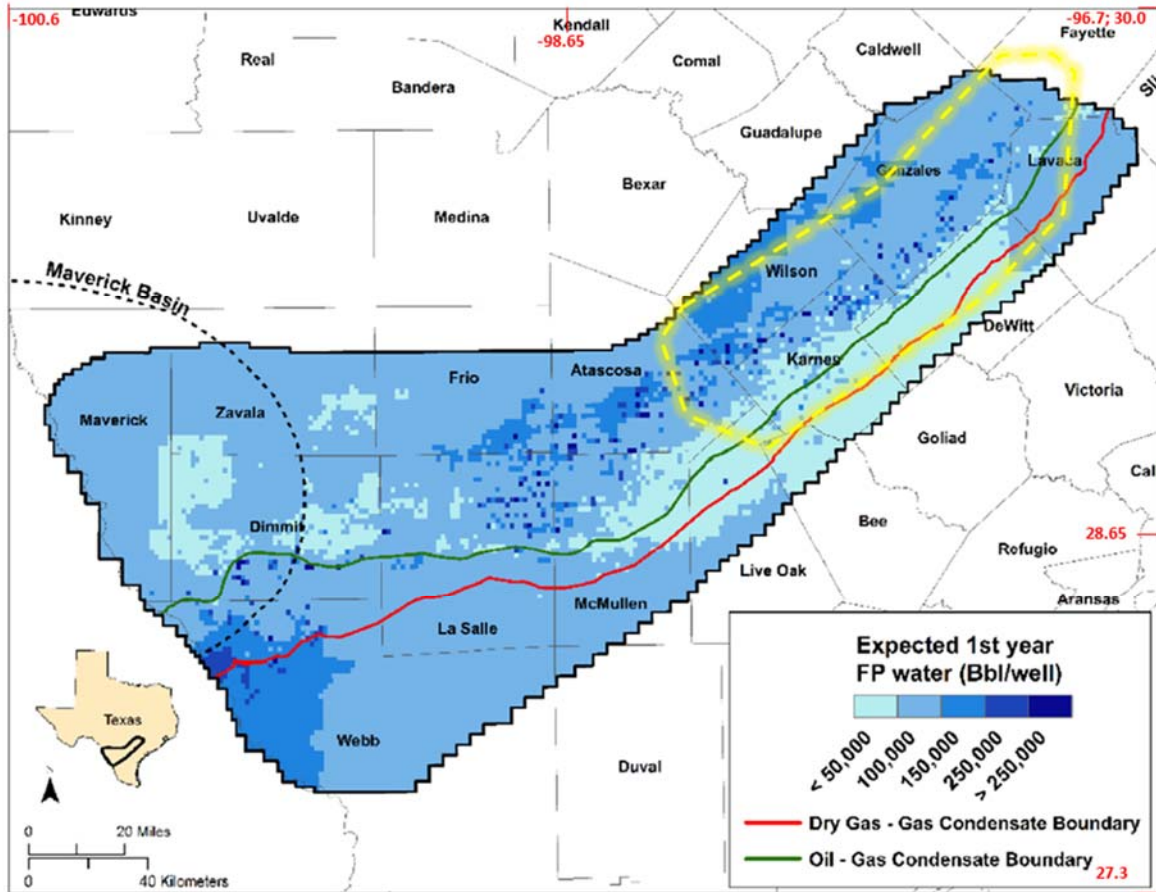 -100.6
Edwards
Kendall
-98.65
-96.7; 30.0
Fayette
Caldwell
Real
Comal
Bandera
Guadalupe
Gonzales
Lavaca
Bexar
Kinney
Uvalde
Medina
Wilson
Maverick Basin
DeWitt
Karnes
Frio
Atascosa
Victoria
Maverick
Zavala
Goliad
Cal
Dimmit
Bee
28.65
Refugio
Live Oak
Aransas
McMullen
La Salle
Webb
Duval
Texas
0 20 Miles
0 40 Kilometers
Expected 1st year
FP water (Bbl/well)
< 50,000
100,000
150,000
250,000
> 250,000
Dry Gas - Gas Condensate Boundary
Oil - Gas Condensate Boundary
27.3